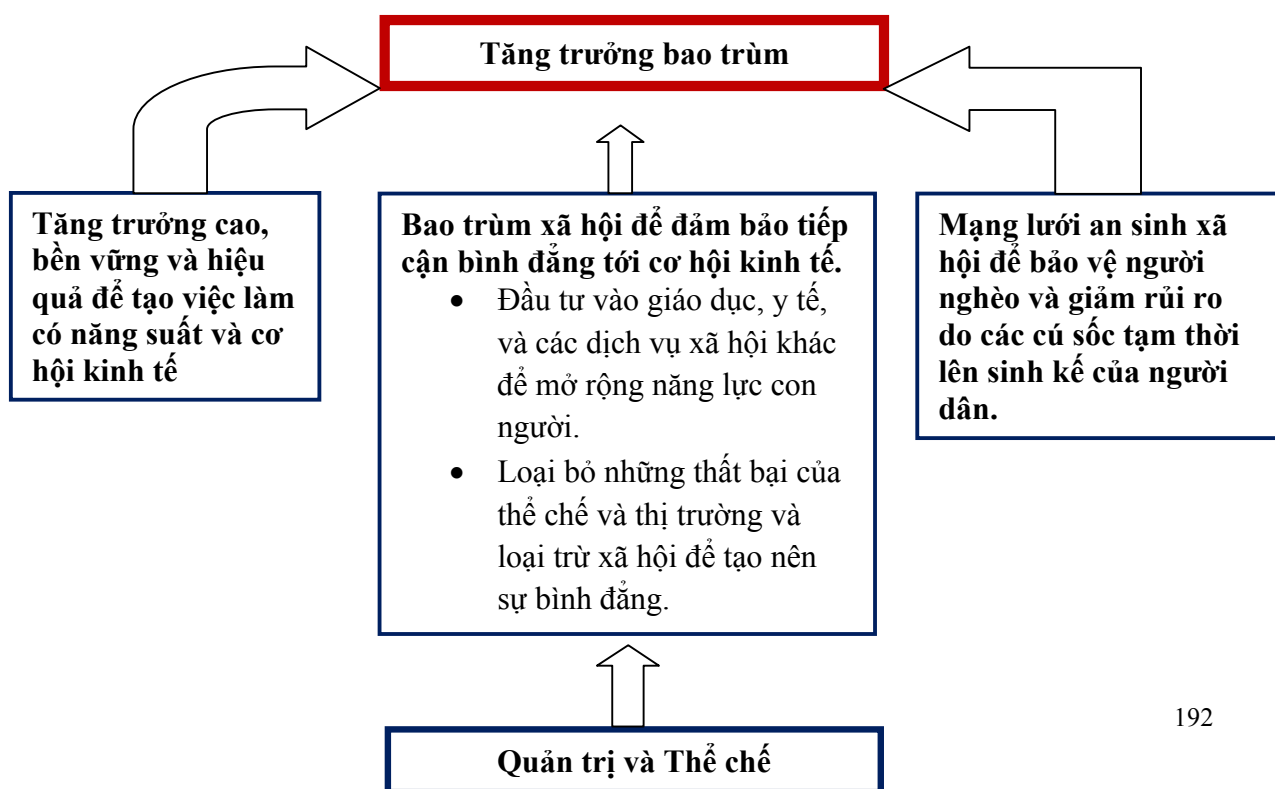 Tăng trưởng bao trùm
Tăng trưởng cao,
bền vững và hiệu
quả để tạo việc làm
có năng suất và cơ
hội kinh tế
Bao trùm xã hội để đảm bảo tiếp
cận bình đẳng tới cơ hội kinh tế.
• Đầu tư vào giáo dục, y tế,
và các dịch vụ xã hội khác
để mở rộng năng lực con
người.
• Loại bỏ những thất bại của
thể chế và thị trường và
loại trừ xã hội để tạo nên
sự bình đẳng.
Mạng lưới an sinh xã
hội để bảo vệ người
nghèo và giảm rủi ro
do các cú sốc tạm thời
lên sinh kế của người
dân.
192
Quản trị và Thể chế